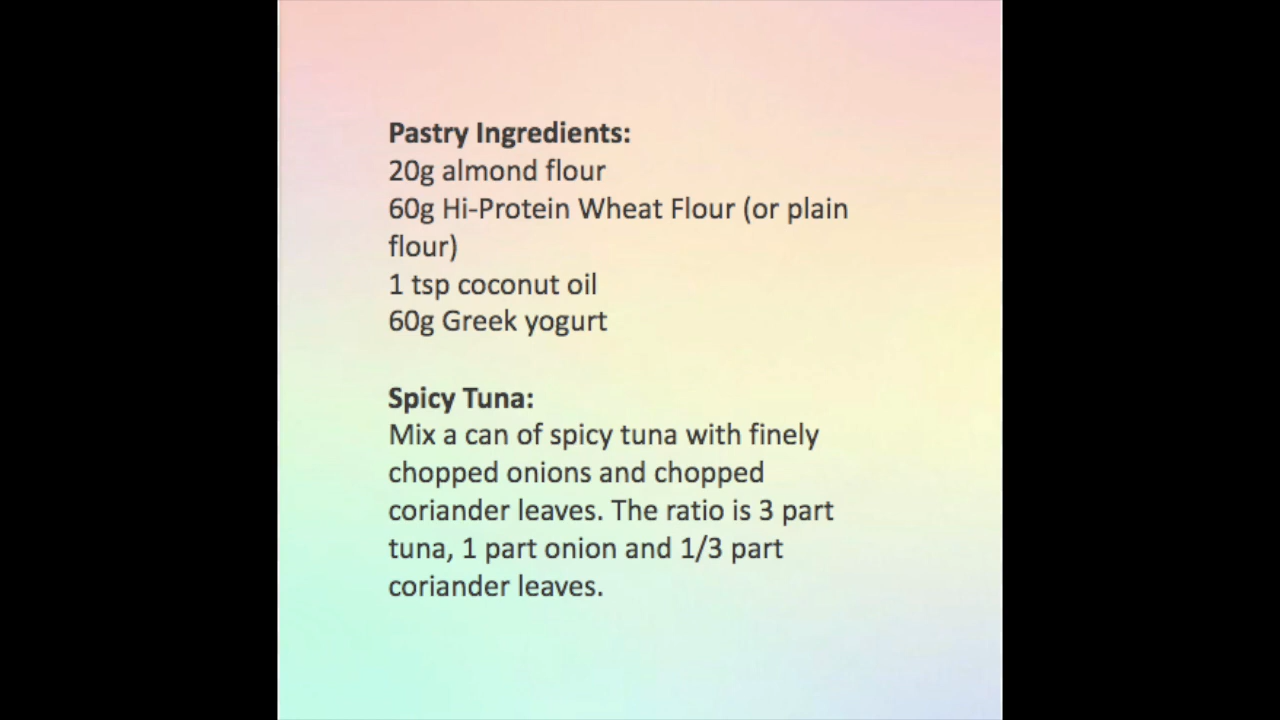 Pastry Ingredients:
20g almond flour
60g Hi-Protein Wheat Flour (or plain
flour)
1 tsp coconut oil
60g Greek yogurt
Spicy Tuna:
Mix a can of spicy tuna with finely
chopped onions and chopped
coriander leaves. The ratio is 3 part
tuna, 1 part onion and 1/3 part
coriander leaves.